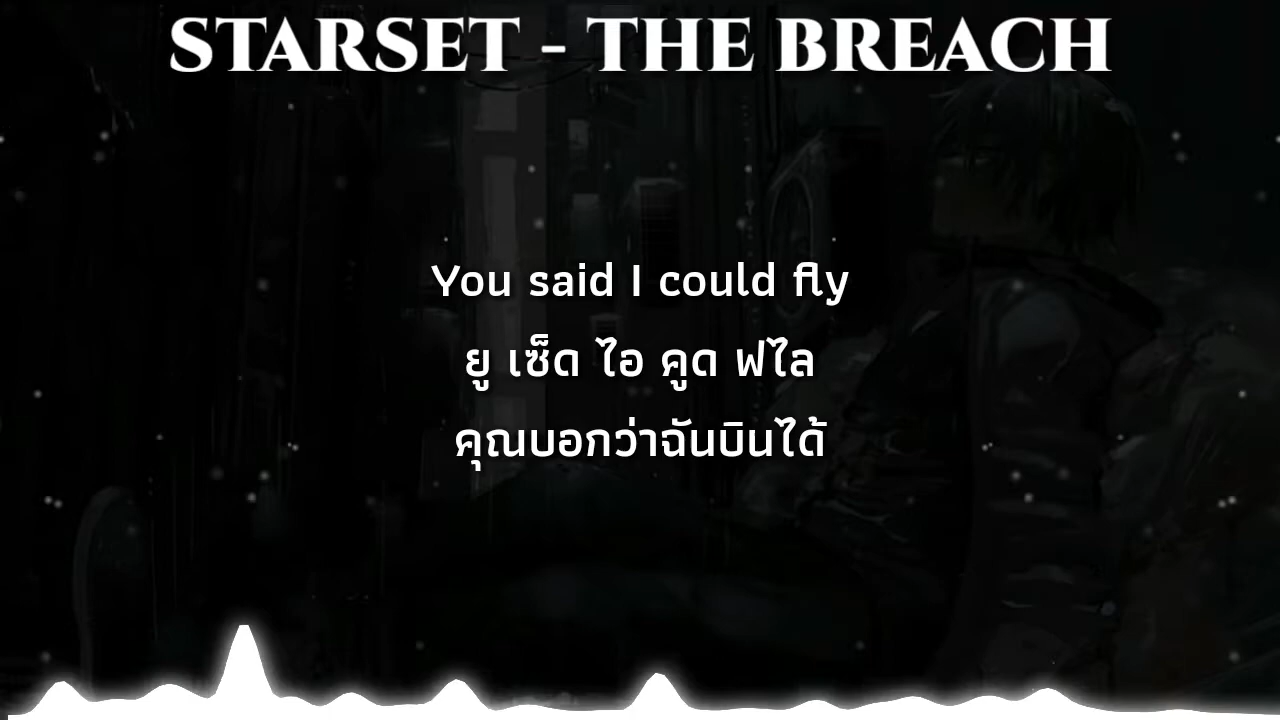 STARSET - THE BREACH
You said I could fly
ยู เซ็ด ไอ คูด ฟไล
คุณบอกว่าฉันบินได้